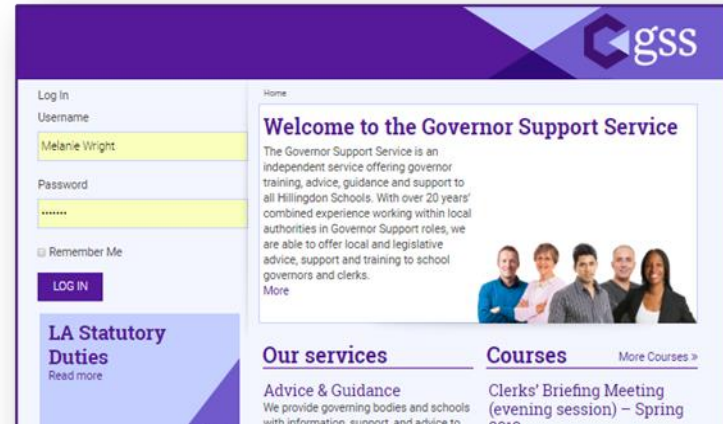 gss
Log In
Username
Melanie Wright
Password
•••••••
Remember Me
LOG IN
LA Statutory
Duties
Read more
Home
Welcome to the Governor Support Service
The Governor Support Service is an
independent service offering governor
training, advice, guidance and support to
all Hillingdon Schools. With over 20 years'
combined experience working within local
authorities in Governor Support roles, we
are able to offer local and legislative
advice, support and training to school
governors and clerks.
More
Our services
Advice & Guidance
We provide governing bodies and schools
with information, support, and advice to
Courses
More Courses »
Clerks' Briefing Meeting
(evening session) – Spring